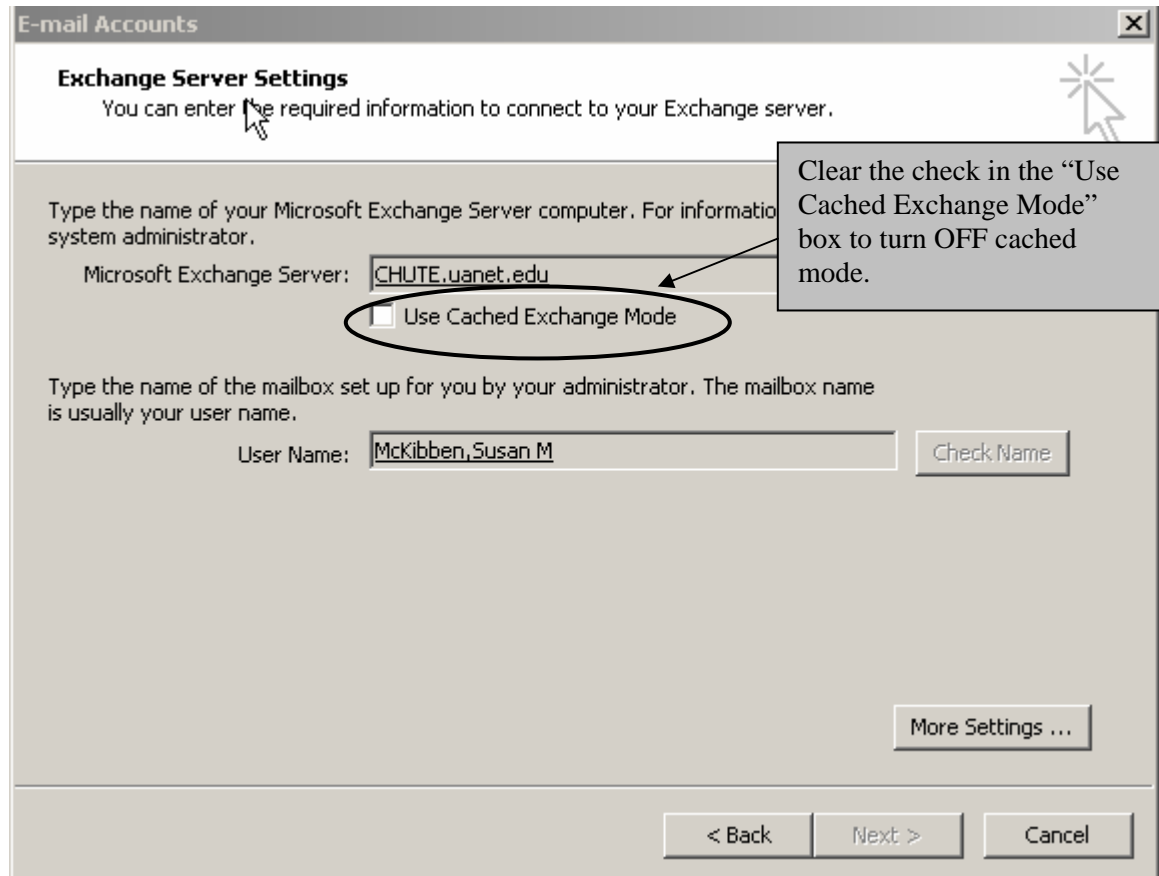 E-mail Accounts
Exchange Server Settings
You can enter the required information to connect to your Exchange server.
Clear the check in the “Use
Cached Exchange Mode”
box to turn OFF cached
mode.
Type the name of your Microsoft Exchange Server computer. For
system administrator.
Microsoft Exchange Server: CHUTE.uanet.edu
Use Cached Exchange Mode
Type the name of the mailbox set up for you by your administrator. The mailbox name
is usually your user name.
User Name: McKibben,Susan M Check Name
More Settings ...
< Back Next > Cancel